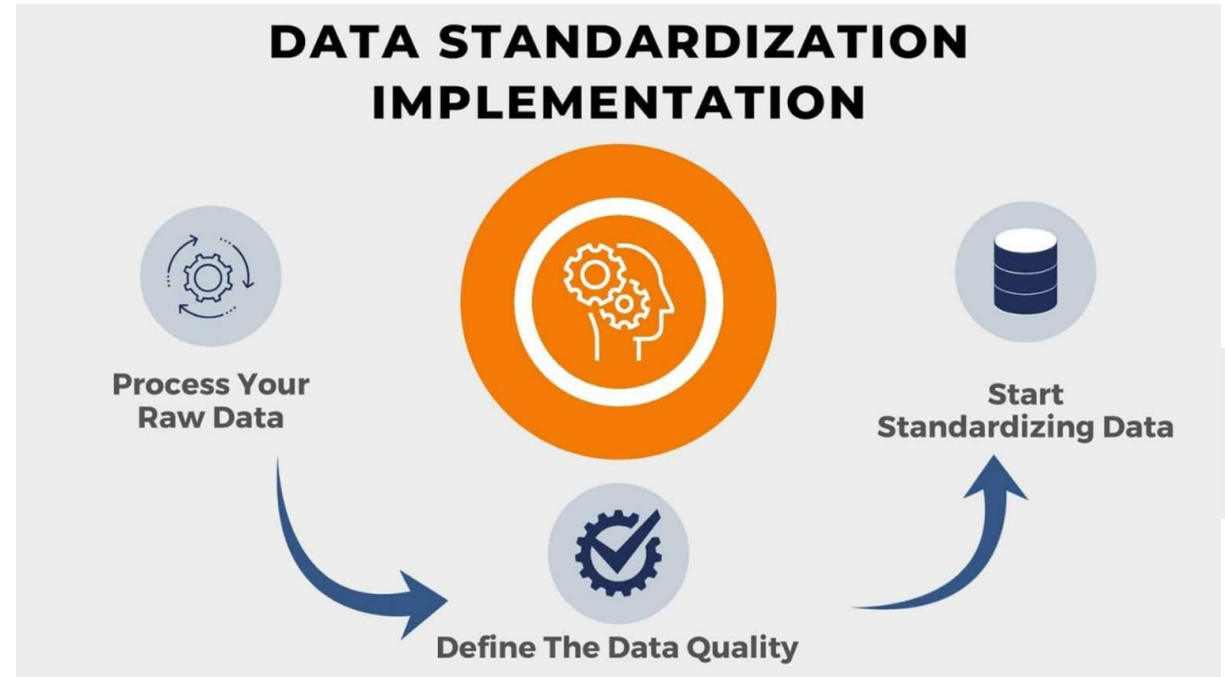 DATA STANDARDIZATION
IMPLEMENTATION
Process Your
Raw Data
Define The Data Quality
Start
Standardizing Data